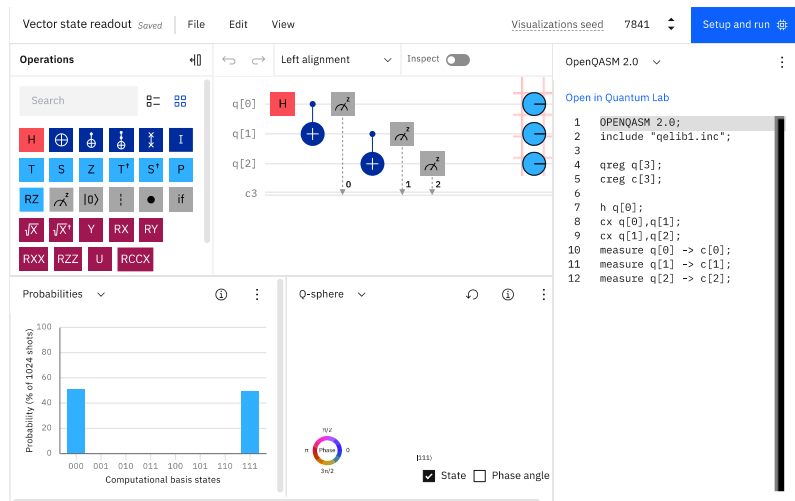 Vector state readout Saved File Edit View Visualizations seed 7841 Setup and run
Operations
Left alignment
Inspect
Search
H I
T S Z T† S† P
RZ z |0⟩ if
√X √X† Y RX RY
RXX RZZ U RCCX
q[0] H z
q[1] z
q[2] z
0 1 2
c3
OpenQASM 2.0
Open in Quantum Lab
1 OPENQASM 2.0;
2 include "qelib1.inc";
3
4 qreg q[3];
5 creg c[3];
6
7 h q[0];
8 cx q[0],q[1];
9 cx q[1],q[2];
10 measure q[0] -> c[0];
11 measure q[1] -> c[1];
12 measure q[2] -> c[2];
Probabilities
Probability (% of 1024 shots)
100
80
60
40
20
0
000 001 010 011 100 101 110 111
Computational basis states
Q-sphere
π/2
π Phase 0
3π/2
|111⟩
State Phase angle